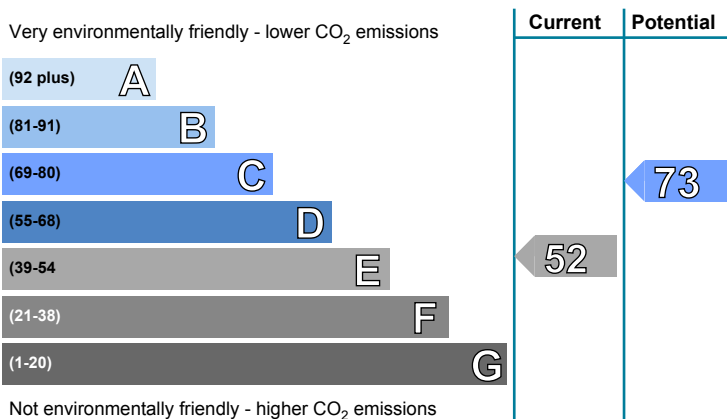 Current Potential
Very environmentally friendly - lower CO2 emissions
(92 plus) A
(81-91) B
(69-80) C
73
(55-68) D
(39-54 E
52
(21-38) F
(1-20) G
Not environmentally friendly - higher CO2 emissions